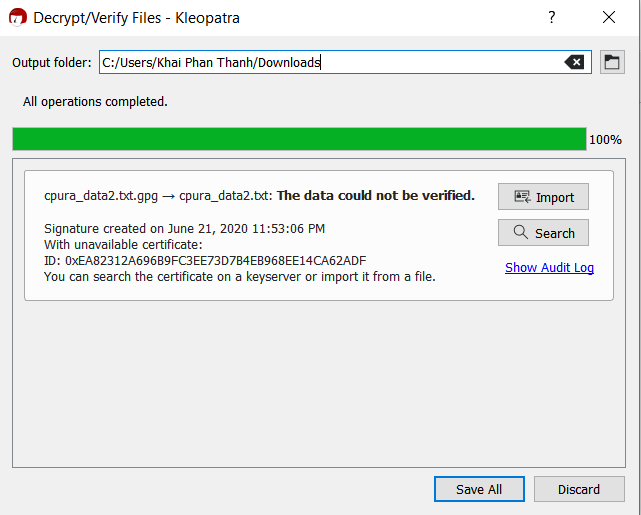 Decrypt/Verify Files - Kleopatra
Output folder: C:/Users/Khai Phan Thanh/Downloads
All operations completed.
100%
cpura_data2.txt.gpg → cpura_data2.txt: The data could not be verified.
Import
Signature created on June 21, 2020 11:53:06 PM
Search
With unavailable certificate:
ID: 0xEA82312A696B9FC3EE73D7B4EB968EE14CA62ADF
Show Audit Log
You can search the certificate on a keyserver or import it from a file.
Save All
Discard